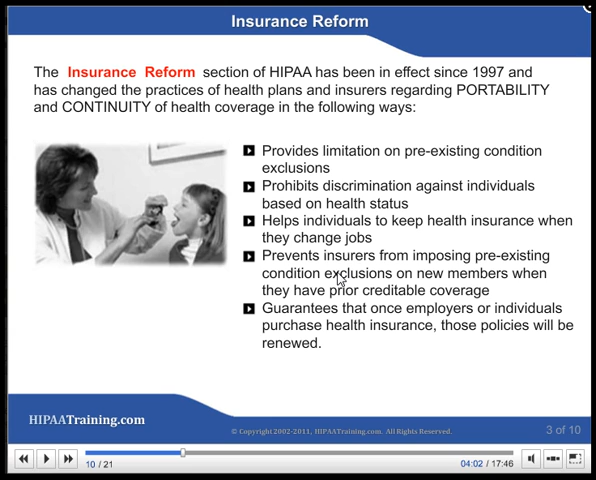 Insurance Reform
The Insurance Reform section of HIPAA has been in effect since 1997 and
has changed the practices of health plans and insurers regarding PORTABILITY
and CONTINUITY of health coverage in the following ways:
Provides limitation on pre-existing condition
exclusions
Prohibits discrimination against individuals
based on health status
Helps individuals to keep health insurance when
they change jobs
Prevents insurers from imposing pre-existing
condition exclusions on new members when
they have prior creditable coverage
Guarantees that once employers or individuals
purchase health insurance, those policies will be
renewed.
HIPAATraining.com
© Copyright 2002-2011, HIPAATraining.com. All Rights Reserved.
3 of 10
10 / 21
04:02 / 17:46